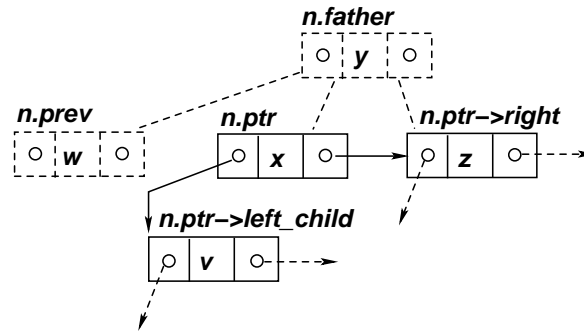 n.father
y
n.prev
w
n.ptr
x
n.ptr->right
z
n.ptr->left_child
v